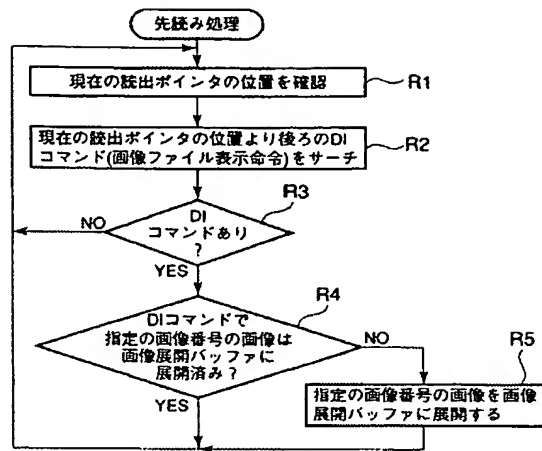 先読み処理
現在の読出ポインタの位置を確認
R1
現在の読出ポインタの位置より後ろのDI
コマンド(画像ファイル表示命令)をサーチ
R2
R3
DI
コマンドあり
?
NO
YES
R4
DIコマンドで
指定の画像番号の画像は
画像展開バッファに
展開済み?
NO
YES
R5
指定の画像番号の画像を画像
展開バッファに展開する